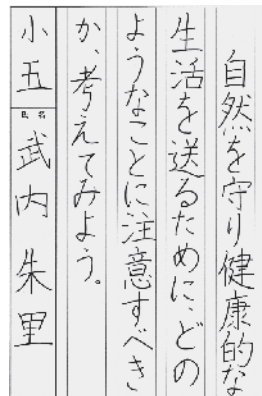 自然を守り健康的な
生活を送るために、どの
ようなことに注意すべき
か、考えてみよう。
小五
氏名
武内朱里